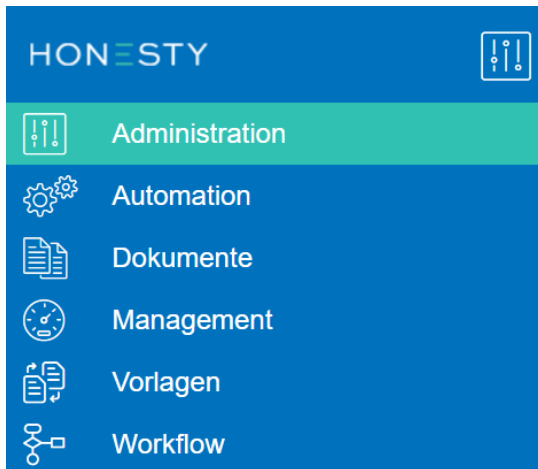 HONESTY
Administration
Automation
Dokumente
Management
Vorlagen
Workflow